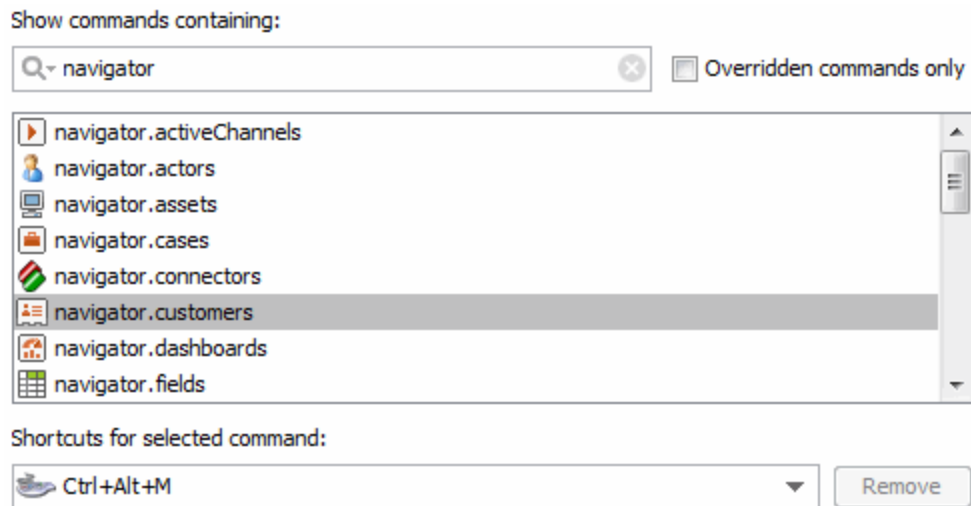 Show commands containing:
navigator
Overridden commands only
navigator.activeChannels
navigator.actors
navigator.assets
navigator.cases
navigator.connectors
navigator.customers
navigator.dashboards
navigator.fields
Shortcuts for selected command:
Ctrl+Alt+M
Remove